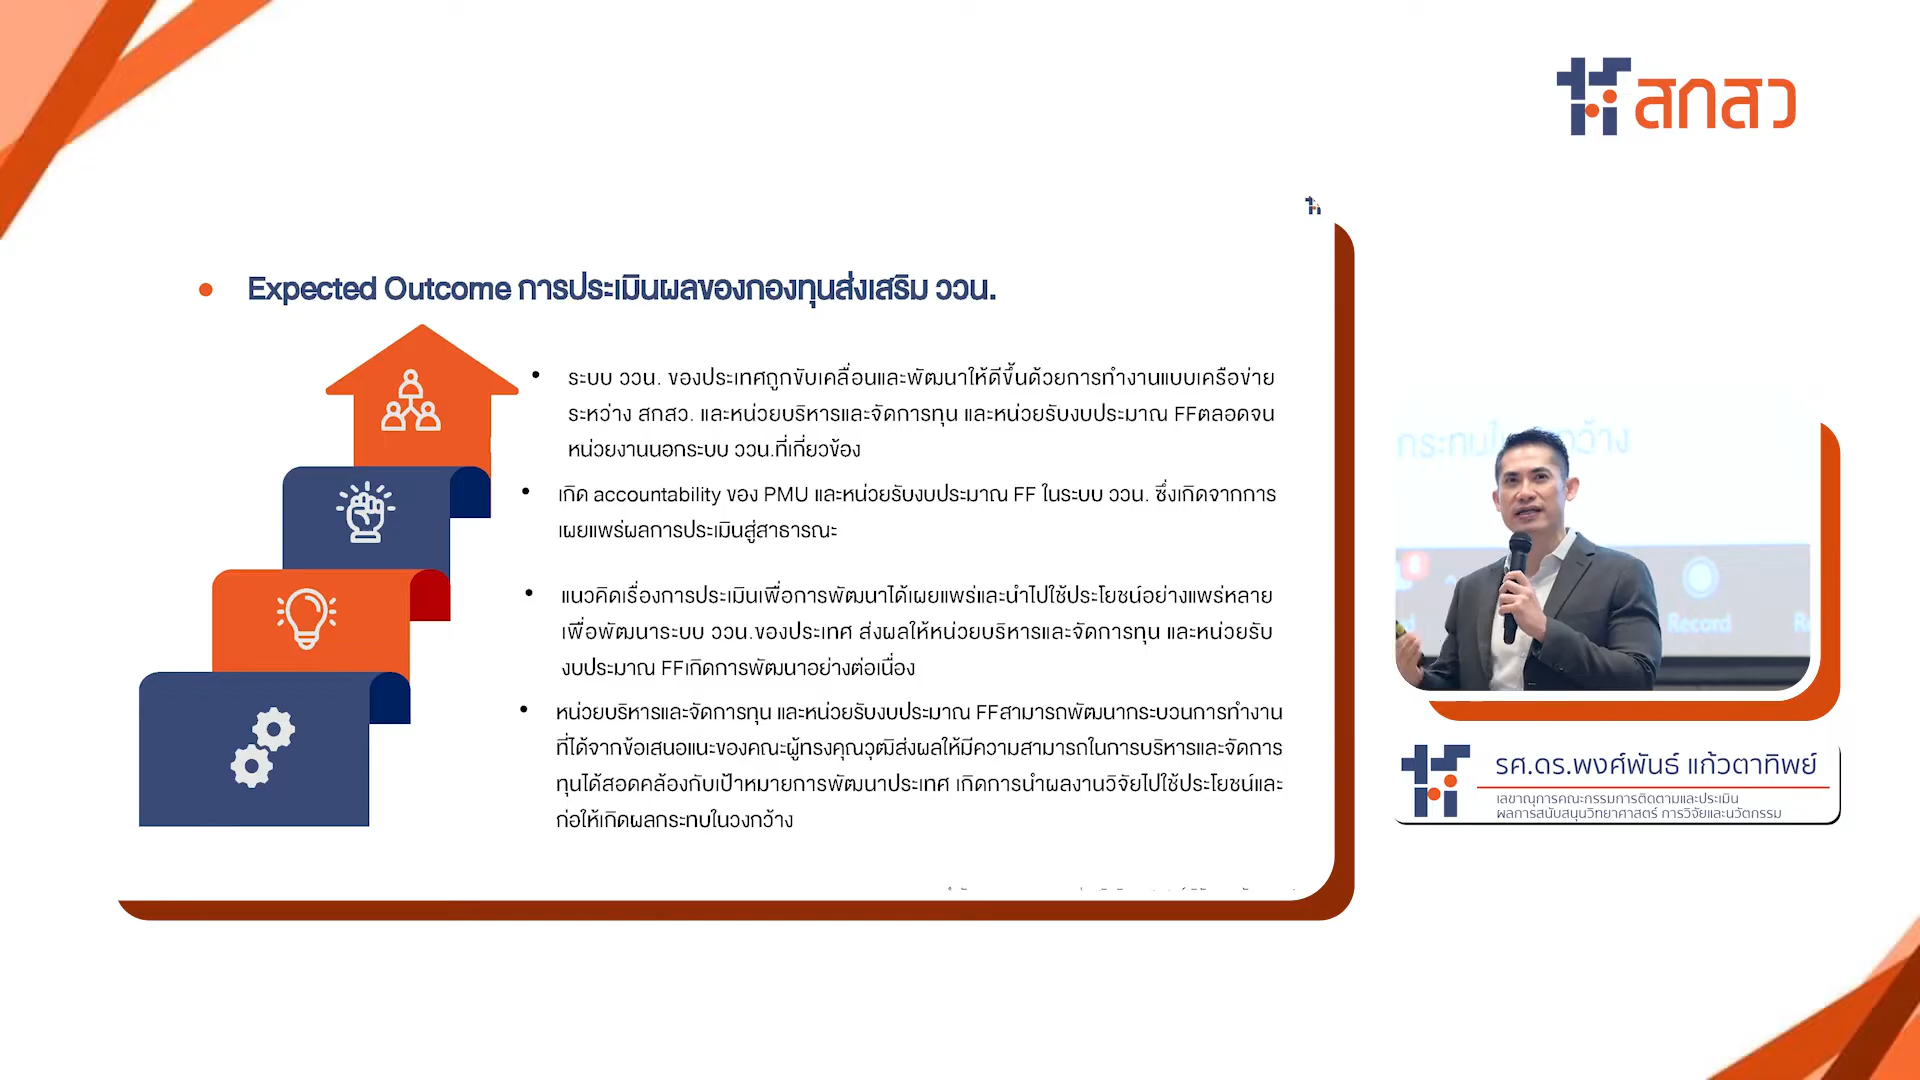 สกสว
Expected Outcome การประเมินผลของกองทุนส่งเสริม ววน.
ระบบ ววน. ของประเทศถูกขับเคลื่อนและพัฒนาให้ดีขึ้นด้วยการทำงานแบบเครือข่าย
ระหว่าง สกสว. และหน่วยบริหารและจัดการทุน และหน่วยรับงบประมาณ FFตลอดจน
หน่วยงานนอกระบบ ววน.ที่เกี่ยวข้อง
เกิด accountability ของ PMU และหน่วยรับงบประมาณ FF ในระบบ ววน. ซึ่งเกิดจากการ
เผยแพร่ผลการประเมินสู่สาธารณะ
แนวคิดเรื่องการประเมินเพื่อการพัฒนาได้เผยแพร่และนำไปใช้ประโยชน์อย่างแพร่หลาย
เพื่อพัฒนาระบบ ววน.ของประเทศ ส่งผลให้หน่วยบริหารและจัดการทุน และหน่วยรับ
งบประมาณ FFเกิดการพัฒนาอย่างต่อเนื่อง
หน่วยบริหารและจัดการทุน และหน่วยรับงบประมาณ FFสามารถพัฒนากระบวนการทำงาน
ที่ได้จากข้อเสนอแนะของคณะผู้ทรงคุณวุฒิส่งผลให้มีความสามารถในการบริหารและจัดการ
ทุนได้สอดคล้องกับเป้าหมายการพัฒนาประเทศ เกิดการนำผลงานวิจัยไปใช้ประโยชน์และ
ก่อให้เกิดผลกระทบในวงกว้าง
Record
รศ.ดร.พงศ์พันธ์ แก้วตาทิพย์
เลขานุการคณะกรรมการติดตามและประเมิน
ผลการสนับสนุนวิทยาศาสตร์ การวิจัยและนวัตกรรม